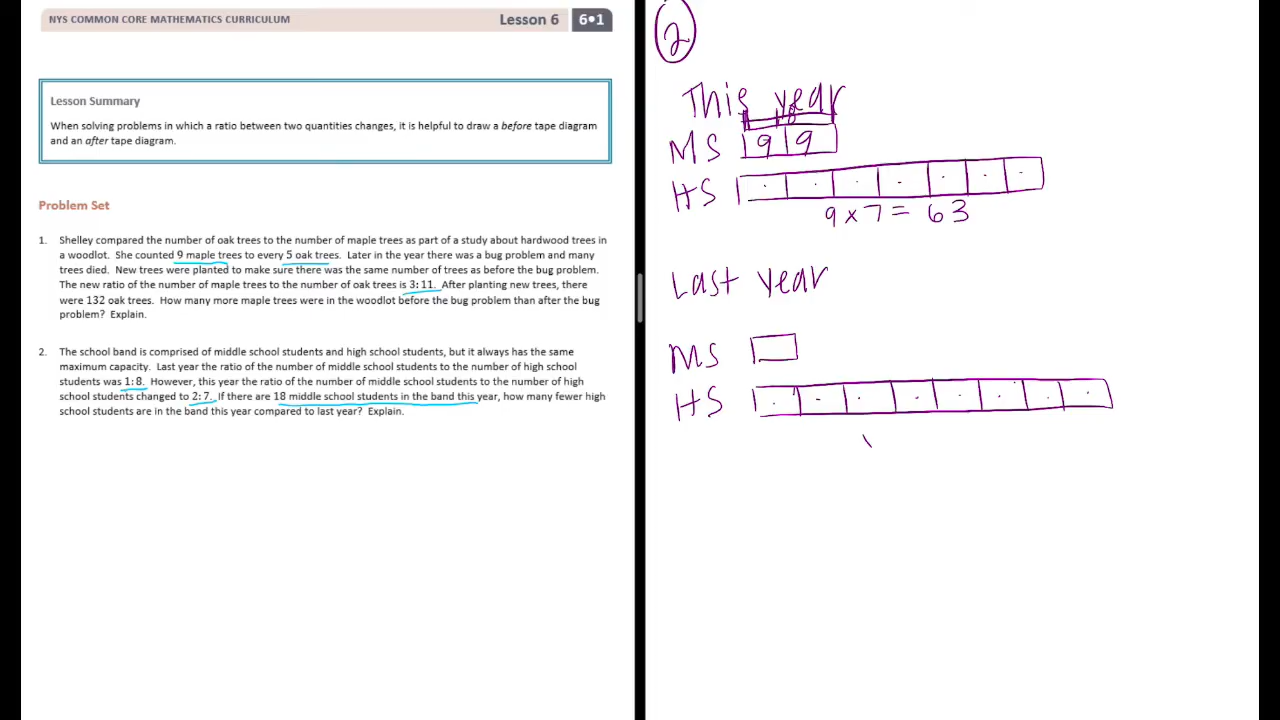 NYS COMMON CORE MATHEMATICS CURRICULUM Lesson 6 6•1
Lesson Summary
When solving problems in which a ratio between two quantities changes, it is helpful to draw a before tape diagram
and an after tape diagram.
Problem Set
1. Shelley compared the number of oak trees to the number of maple trees as part of a study about hardwood trees in
a woodlot. She counted 9 maple trees to every 5 oak trees. Later in the year there was a bug problem and many
trees died. New trees were planted to make sure there was the same number of trees as before the bug problem.
The new ratio of the number of maple trees to the number of oak trees is 3:11. After planting new trees, there
were 132 oak trees. How many more maple trees were in the woodlot before the bug problem than after the bug
problem? Explain.
2. The school band is comprised of middle school students and high school students, but it always has the same
maximum capacity. Last year the ratio of the number of middle school students to the number of high school
students was 1:8. However, this year the ratio of the number of middle school students to the number of high
school students changed to 2:7. If there are 18 middle school students in the band this year, how many fewer high
school students are in the band this year compared to last year? Explain.
2
This year
MS 9 9
HS
9 x 7 = 63
Last year
MS
HS